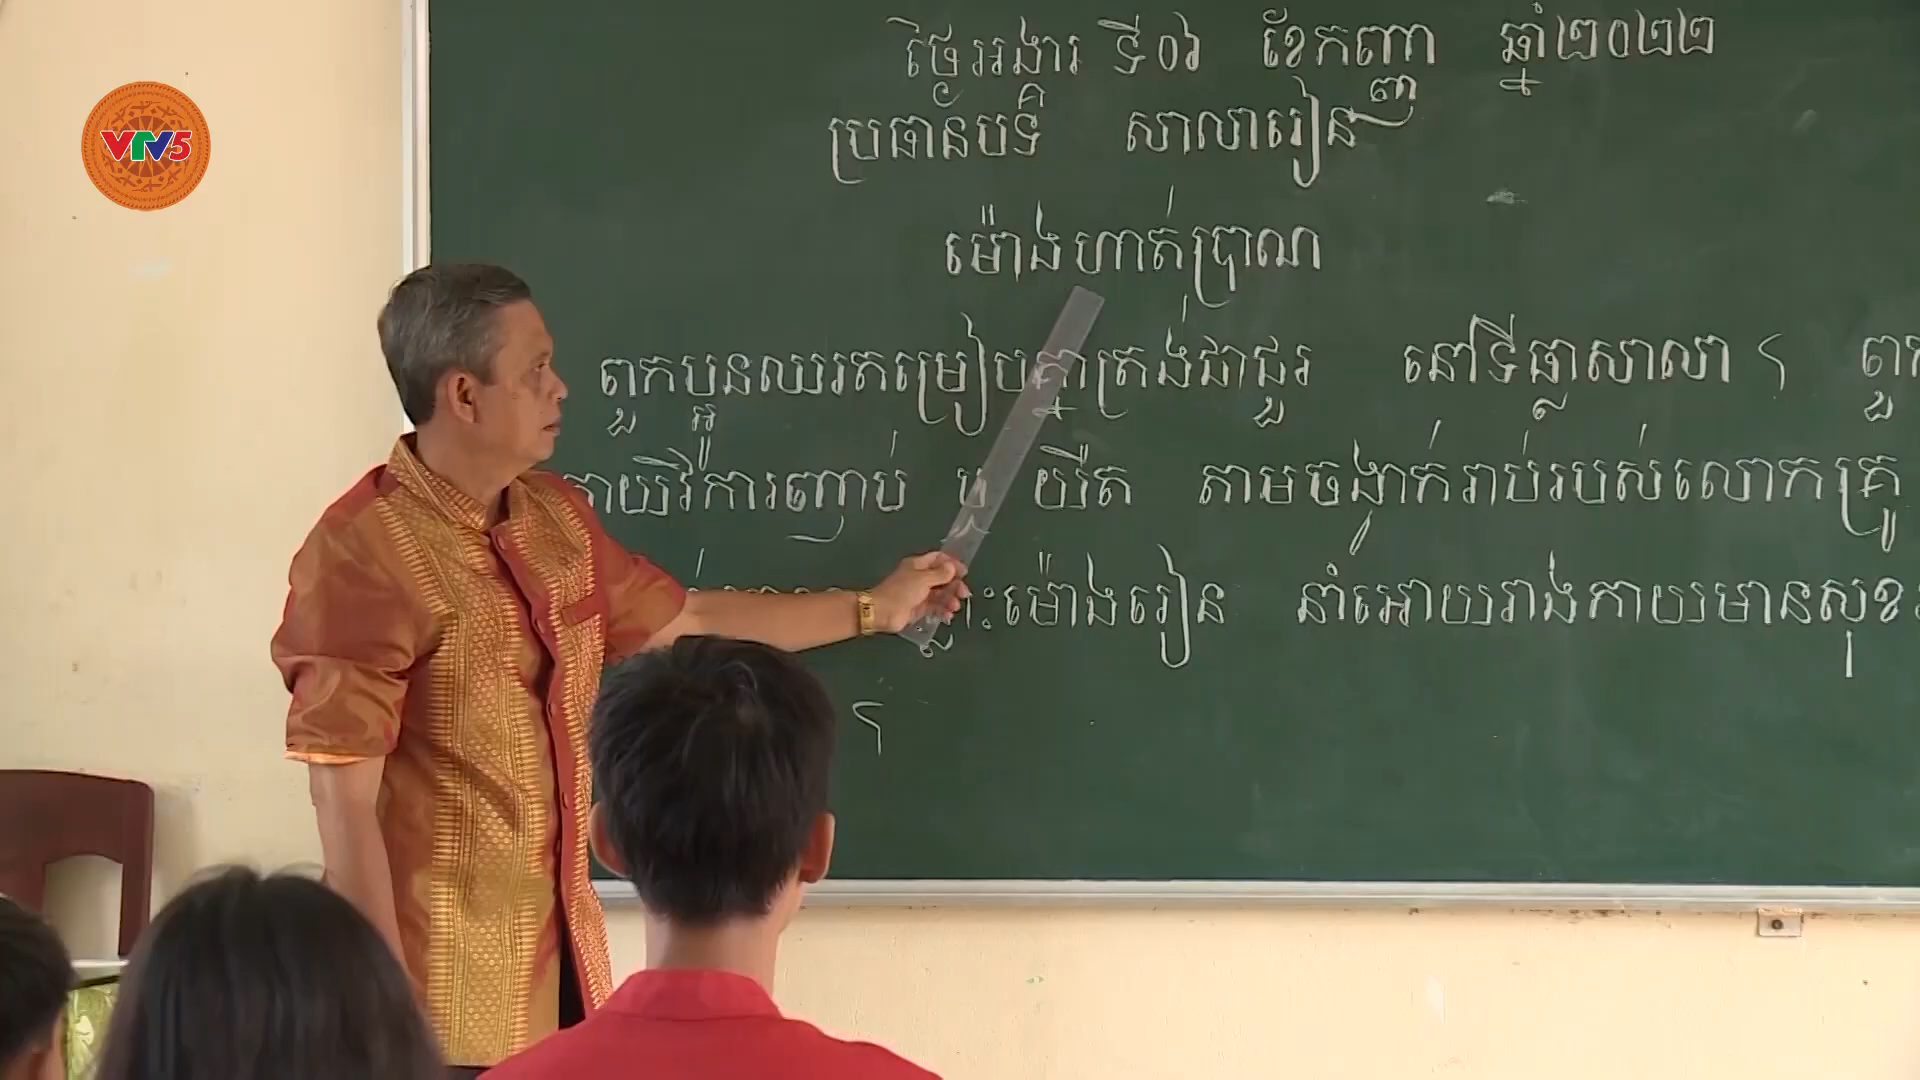 VTV5
ថ្ងៃអង្គារ ទី០៦ ខែកញ្ញា ឆ្នាំ២០២២
ប្រធានបទ សាលារៀន
ម៉ោងហាត់ប្រាណ
ពួកប្អូនឈរតម្រៀបគ្នាត្រង់ជាជួរ នៅទីធ្លាសាលា ។ ពួក
កាយវិការញាប់ ឬ យឺត តាមចង្វាក់រាប់របស់លោកគ្រូ
ម៉ោងរៀន នាំអោយរាង់កាយមានសុខ
។